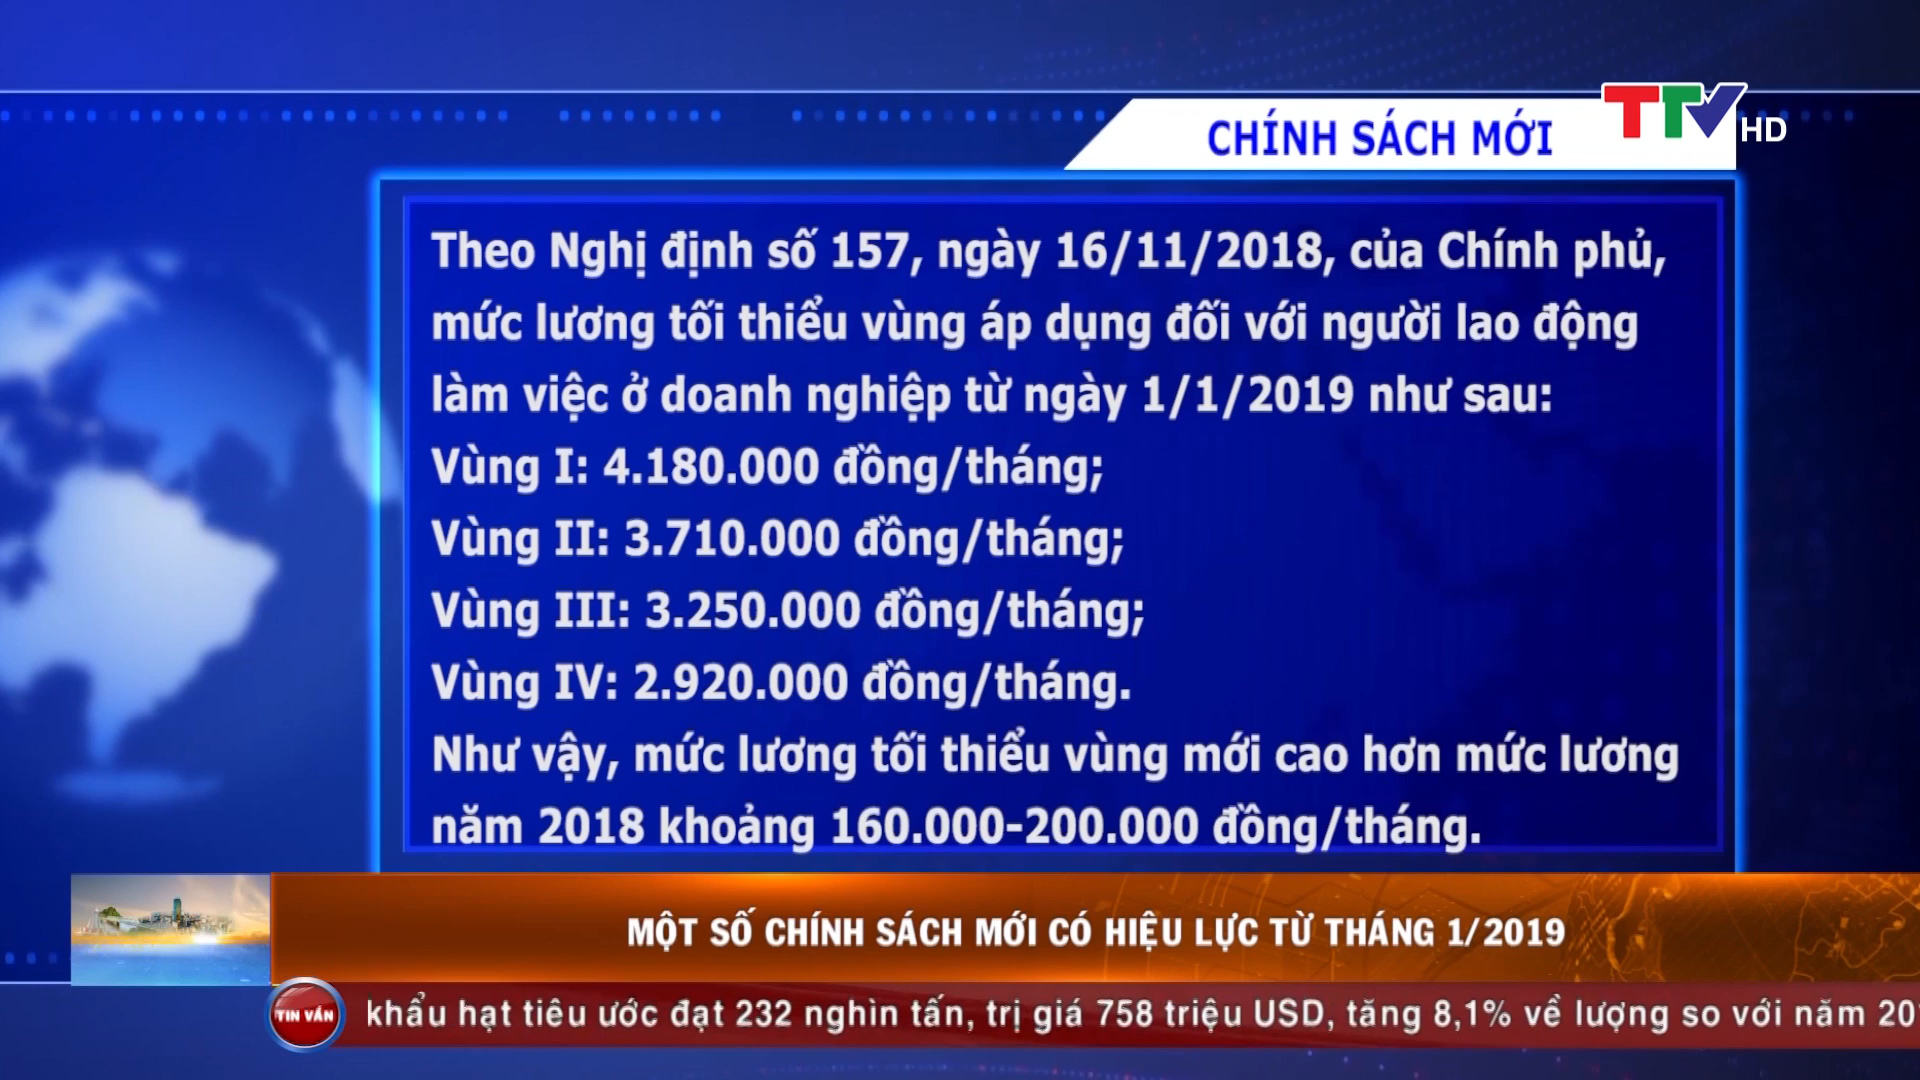 TTV HD
CHÍNH SÁCH MỚI
Theo Nghị định số 157, ngày 16/11/2018, của Chính phủ,
mức lương tối thiểu vùng áp dụng đối với người lao động
làm việc ở doanh nghiệp từ ngày 1/1/2019 như sau:
Vùng I: 4.180.000 đồng/tháng;
Vùng II: 3.710.000 đồng/tháng;
Vùng III: 3.250.000 đồng/tháng;
Vùng IV: 2.920.000 đồng/tháng.
Như vậy, mức lương tối thiểu vùng mới cao hơn mức lương
năm 2018 khoảng 160.000-200.000 đồng/tháng.
MỘT SỐ CHÍNH SÁCH MỚI CÓ HIỆU LỰC TỪ THÁNG 1/2019
TIN VẮN khẩu hạt tiêu ước đạt 232 nghìn tấn, trị giá 758 triệu USD, tăng 8,1% về lượng so với năm 20